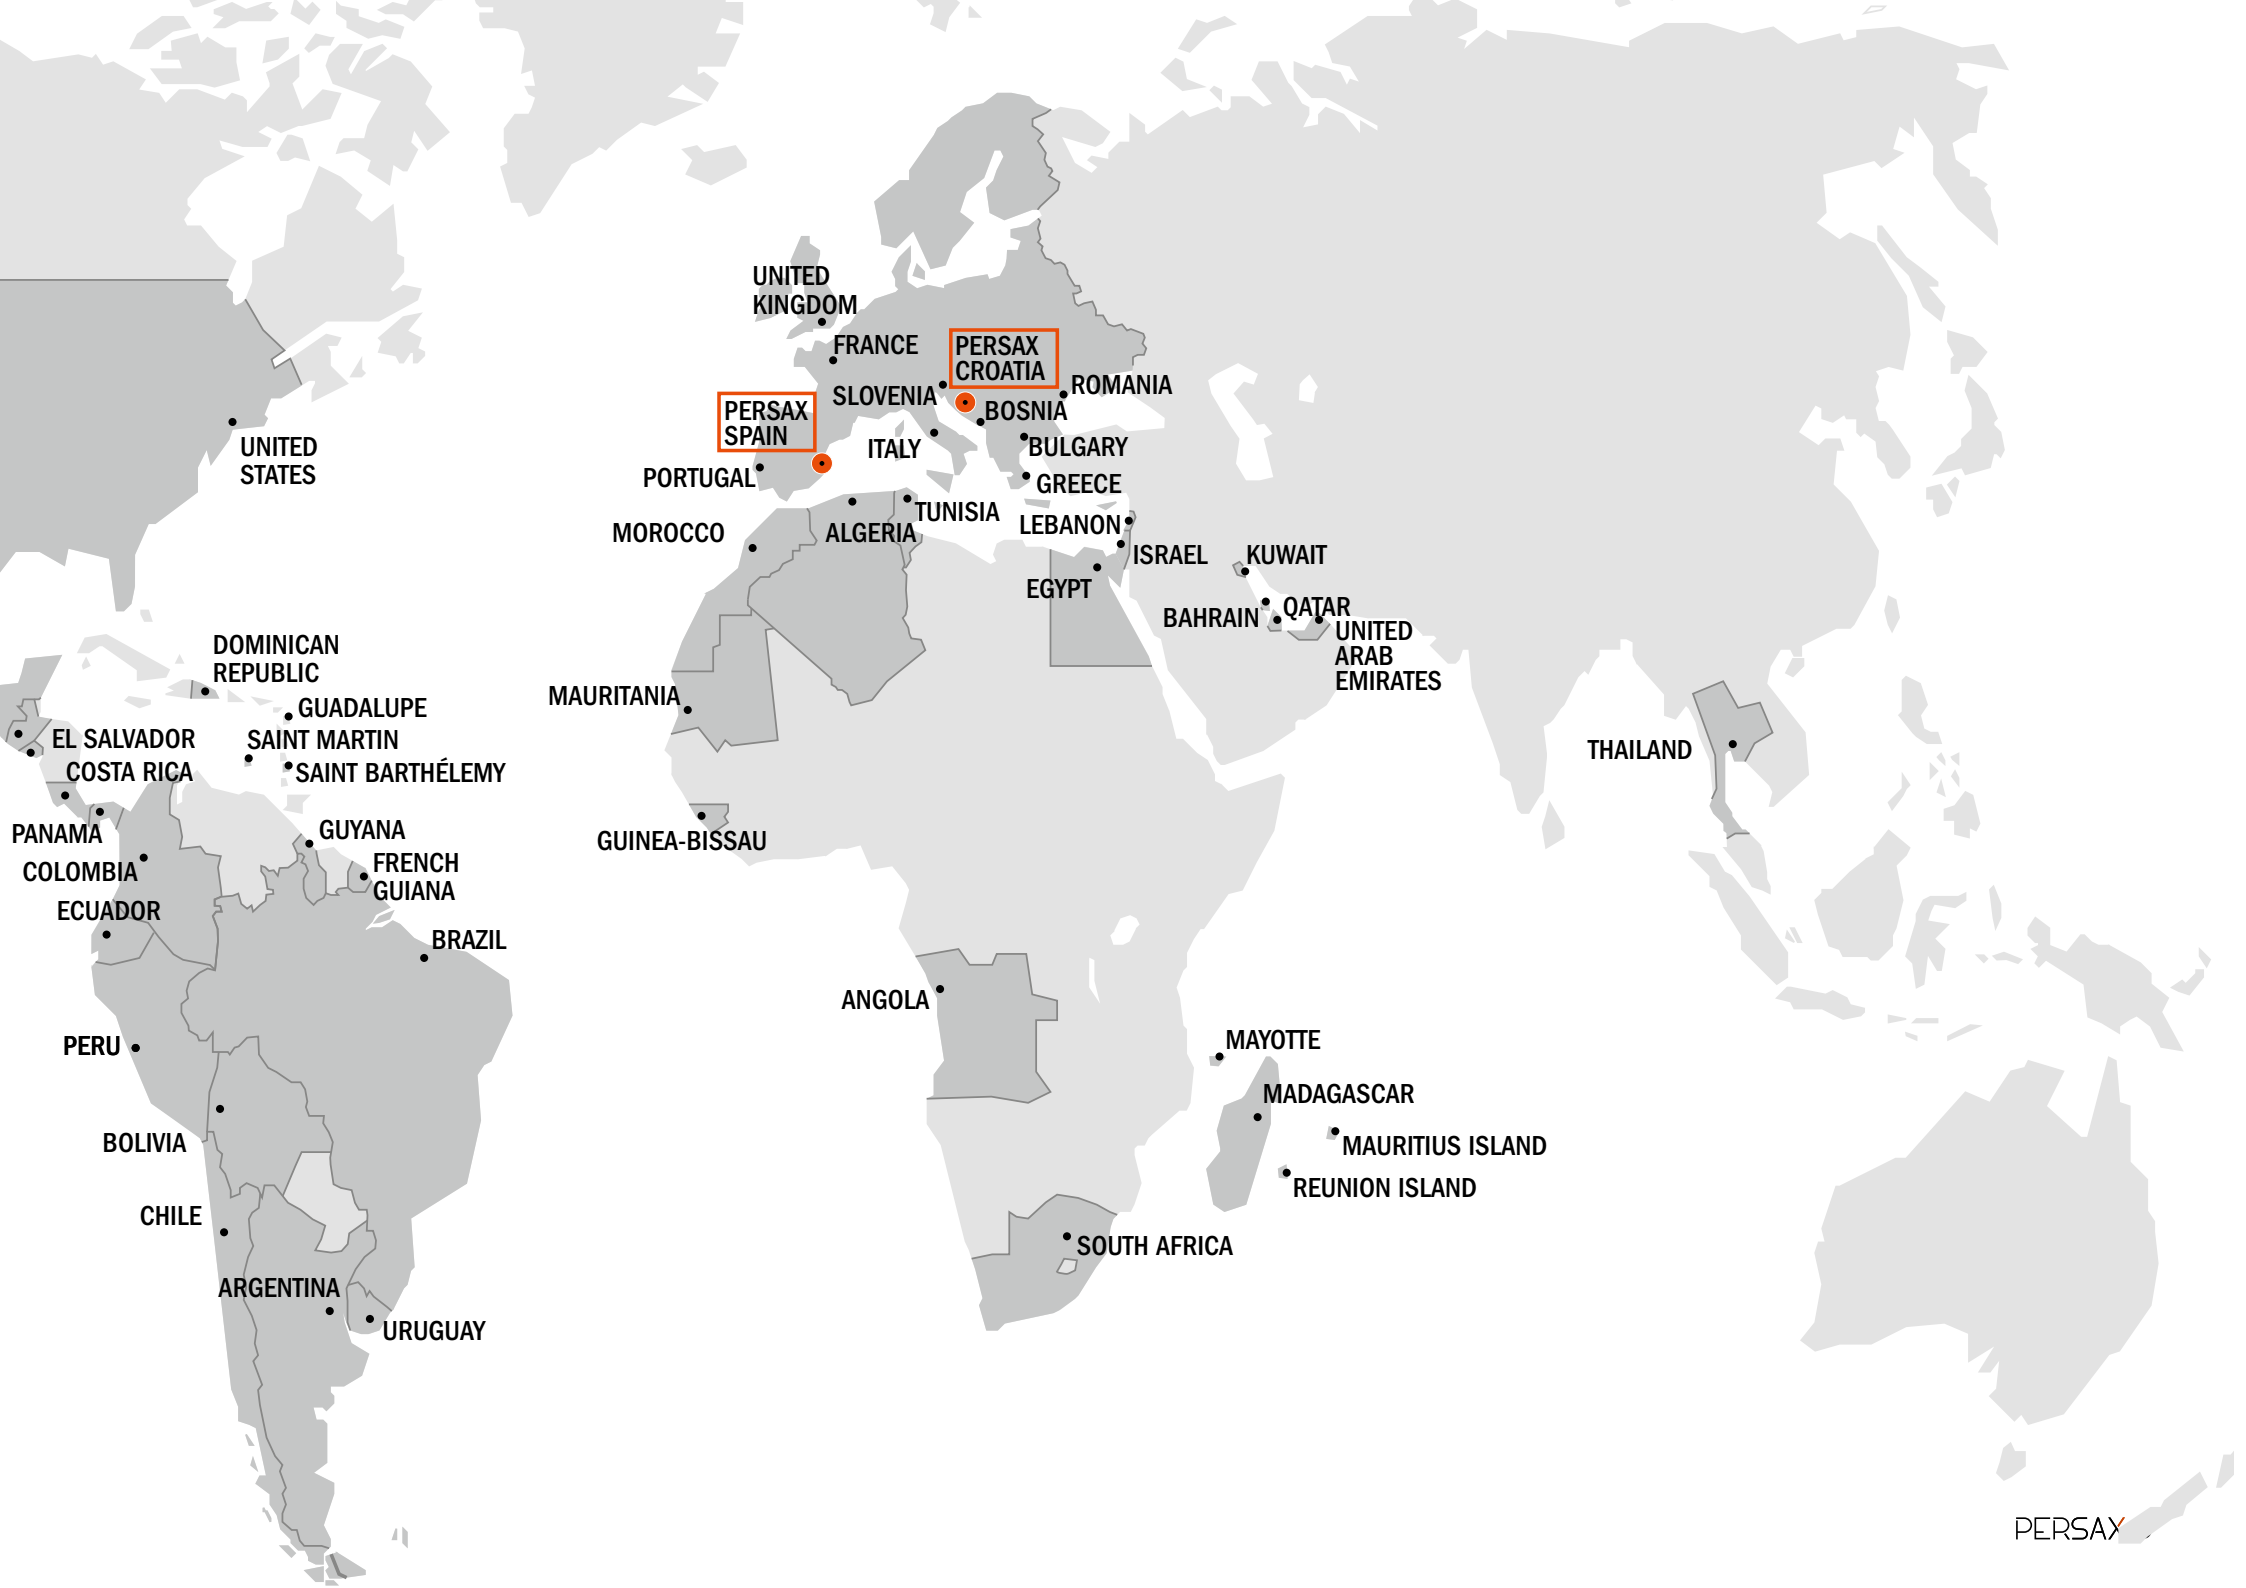 UNITED
KINGDOM
FRANCE
PERSAX
CROATIA
ROMANIA
SLOVENIA
PERSAX
SPAIN
BOSNIA
ITALY
BULGARY
PORTUGAL
GREECE
UNITED
STATES
TUNISIA
LEBANON
MOROCCO
ALGERIA
ISRAEL
KUWAIT
EGYPT
BAHRAIN
QATAR
UNITED
ARAB
EMIRATES
DOMINICAN
REPUBLIC
MAURITANIA
GUADALUPE
EL SALVADOR
SAINT MARTIN
THAILAND
COSTA RICA
SAINT BARTHÉLEMY
PANAMA
GUYANA
GUINEA-BISSAU
COLOMBIA
FRENCH
GUIANA
ECUADOR
BRAZIL
ANGOLA
PERU
MAYOTTE
MADAGASCAR
BOLIVIA
MAURITIUS ISLAND
REUNION ISLAND
CHILE
SOUTH AFRICA
ARGENTINA
URUGUAY
PERSAX